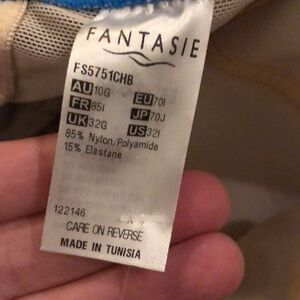 FANTASIE
FS5751CHB
AU 10G EU 70I
FR 85I JP 70J
UK 32G US 32I
85% Nylon/Polyamide
15% Elastane
122146
CARE ON REVERSE
MADE IN TUNISIA